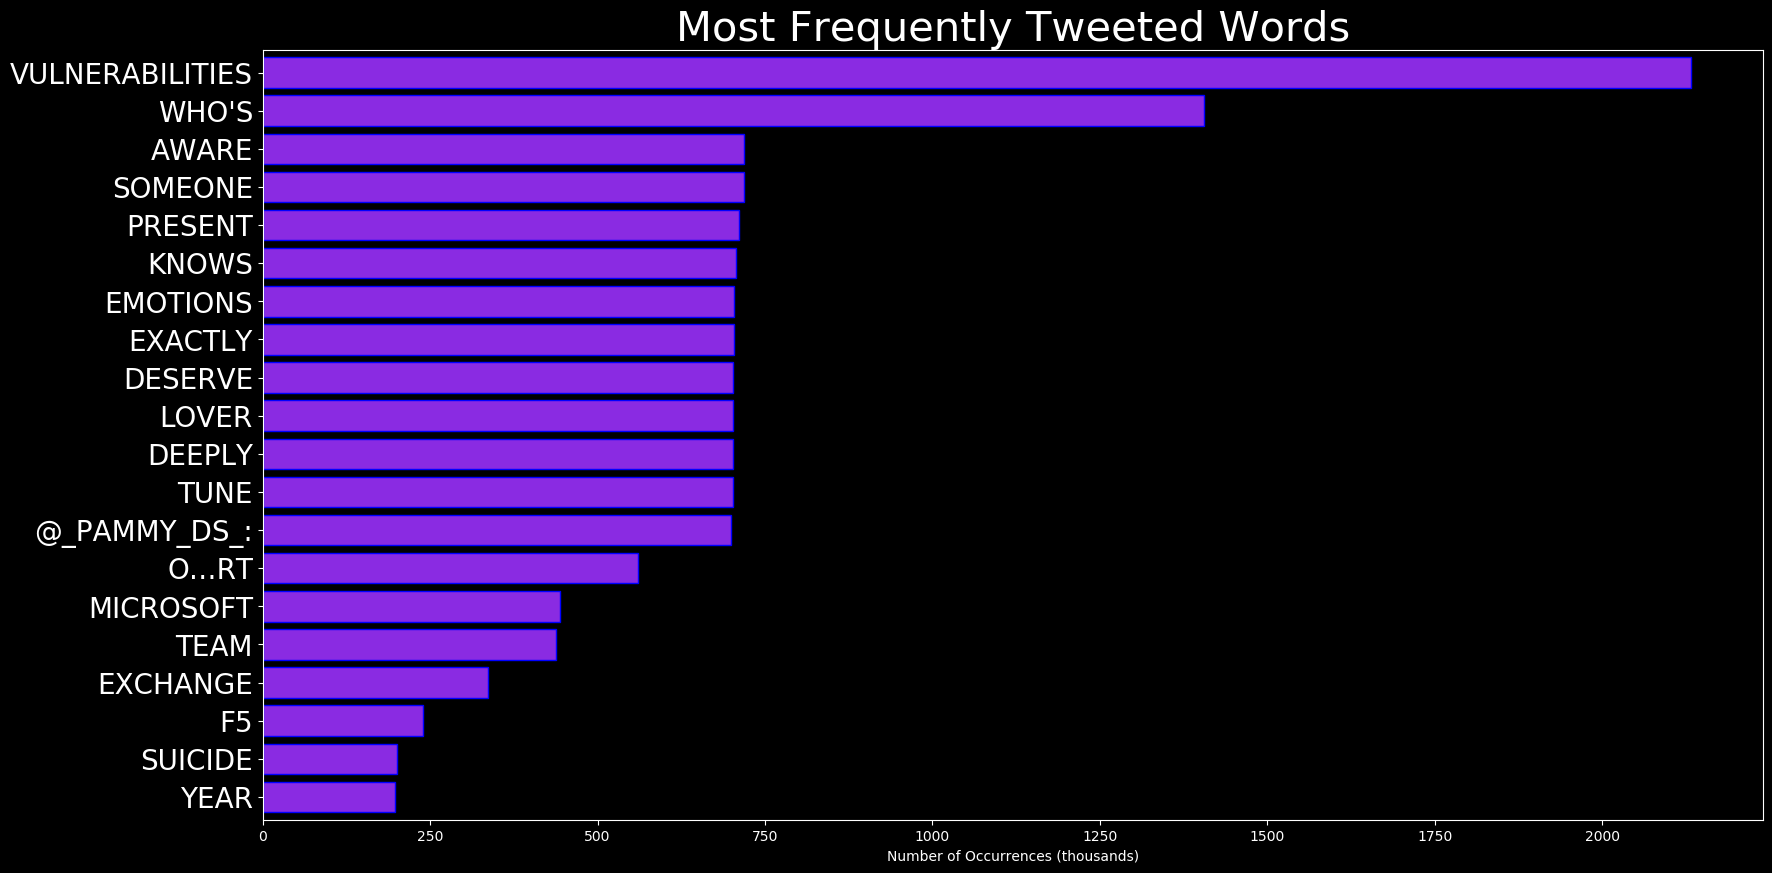 Most Frequently Tweeted Words
VULNERABILITIES
WHO'S
AWARE
SOMEONE
PRESENT
KNOWS
EMOTIONS
EXACTLY
DESERVE
LOVER
DEEPLY
TUNE
@_PAMMY_DS_:
O...RT
MICROSOFT
TEAM
EXCHANGE
F5
SUICIDE
YEAR
0 250 500 750 1000 1250 1500 1750 2000
Number of Occurrences (thousands)